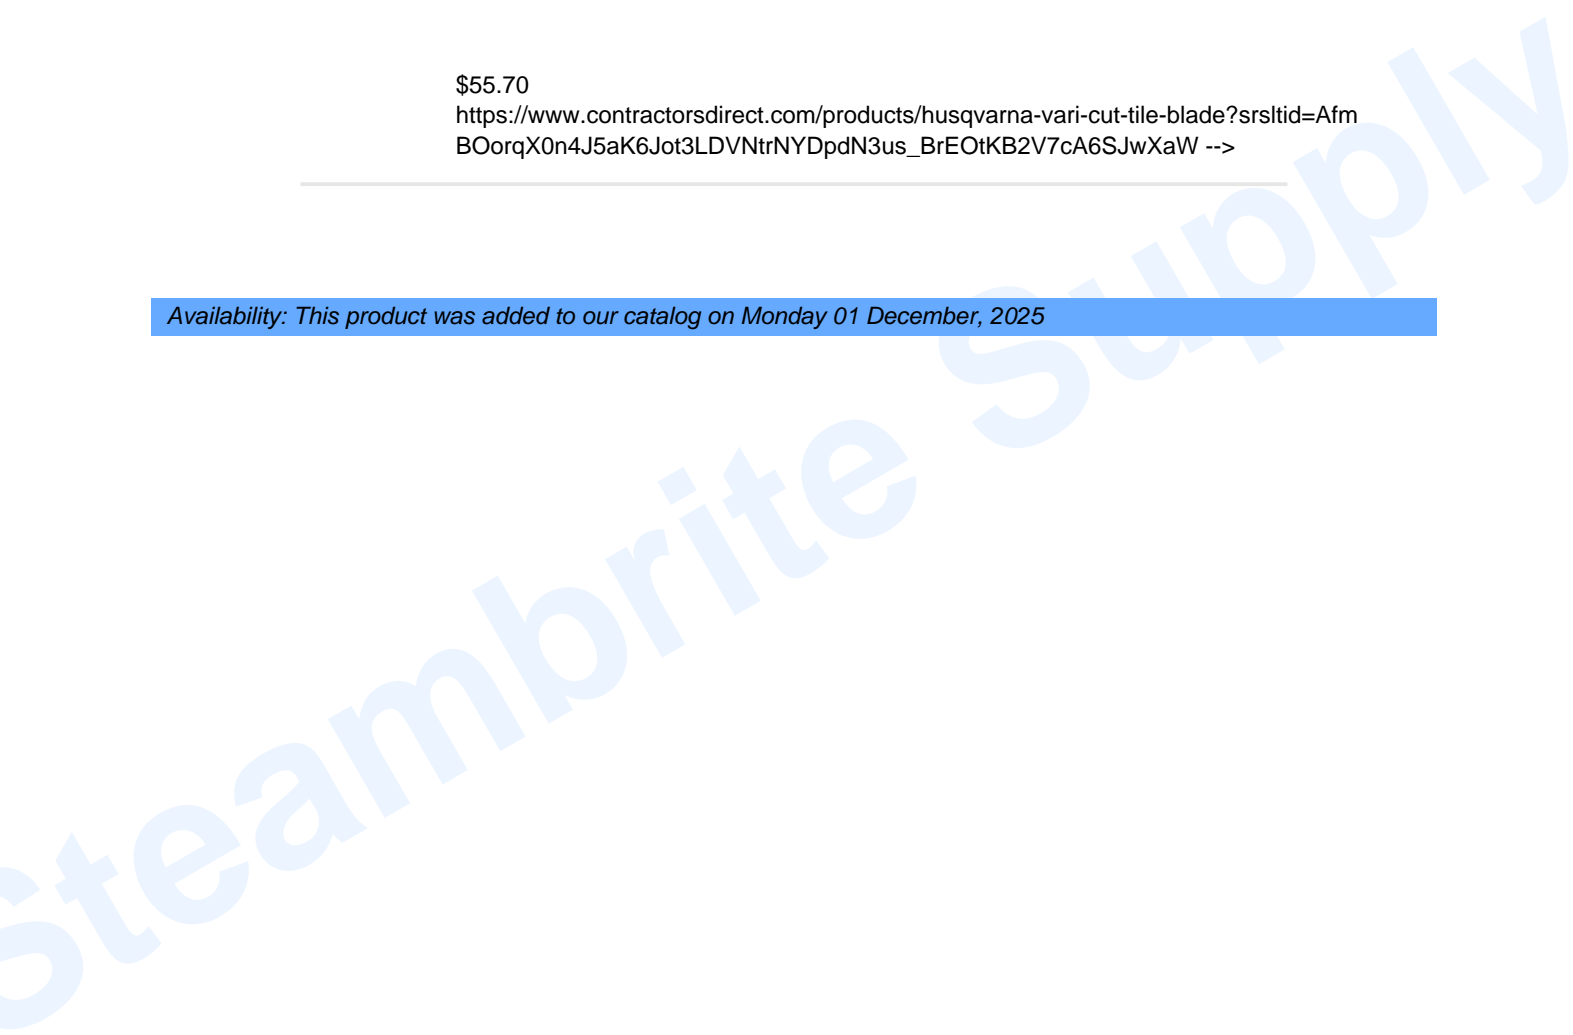 $55.70
https://www.contractorsdirect.com/products/husqvarna-vari-cut-tile-blade?srsltid=Afm
BOorqX0n4J5aK6Jot3LDVNtrNYDpdN3us_BrEOtKB2V7cA6SJwXaW -->
Availability: This product was added to our catalog on Monday 01 December, 2025
Steambrite Supply